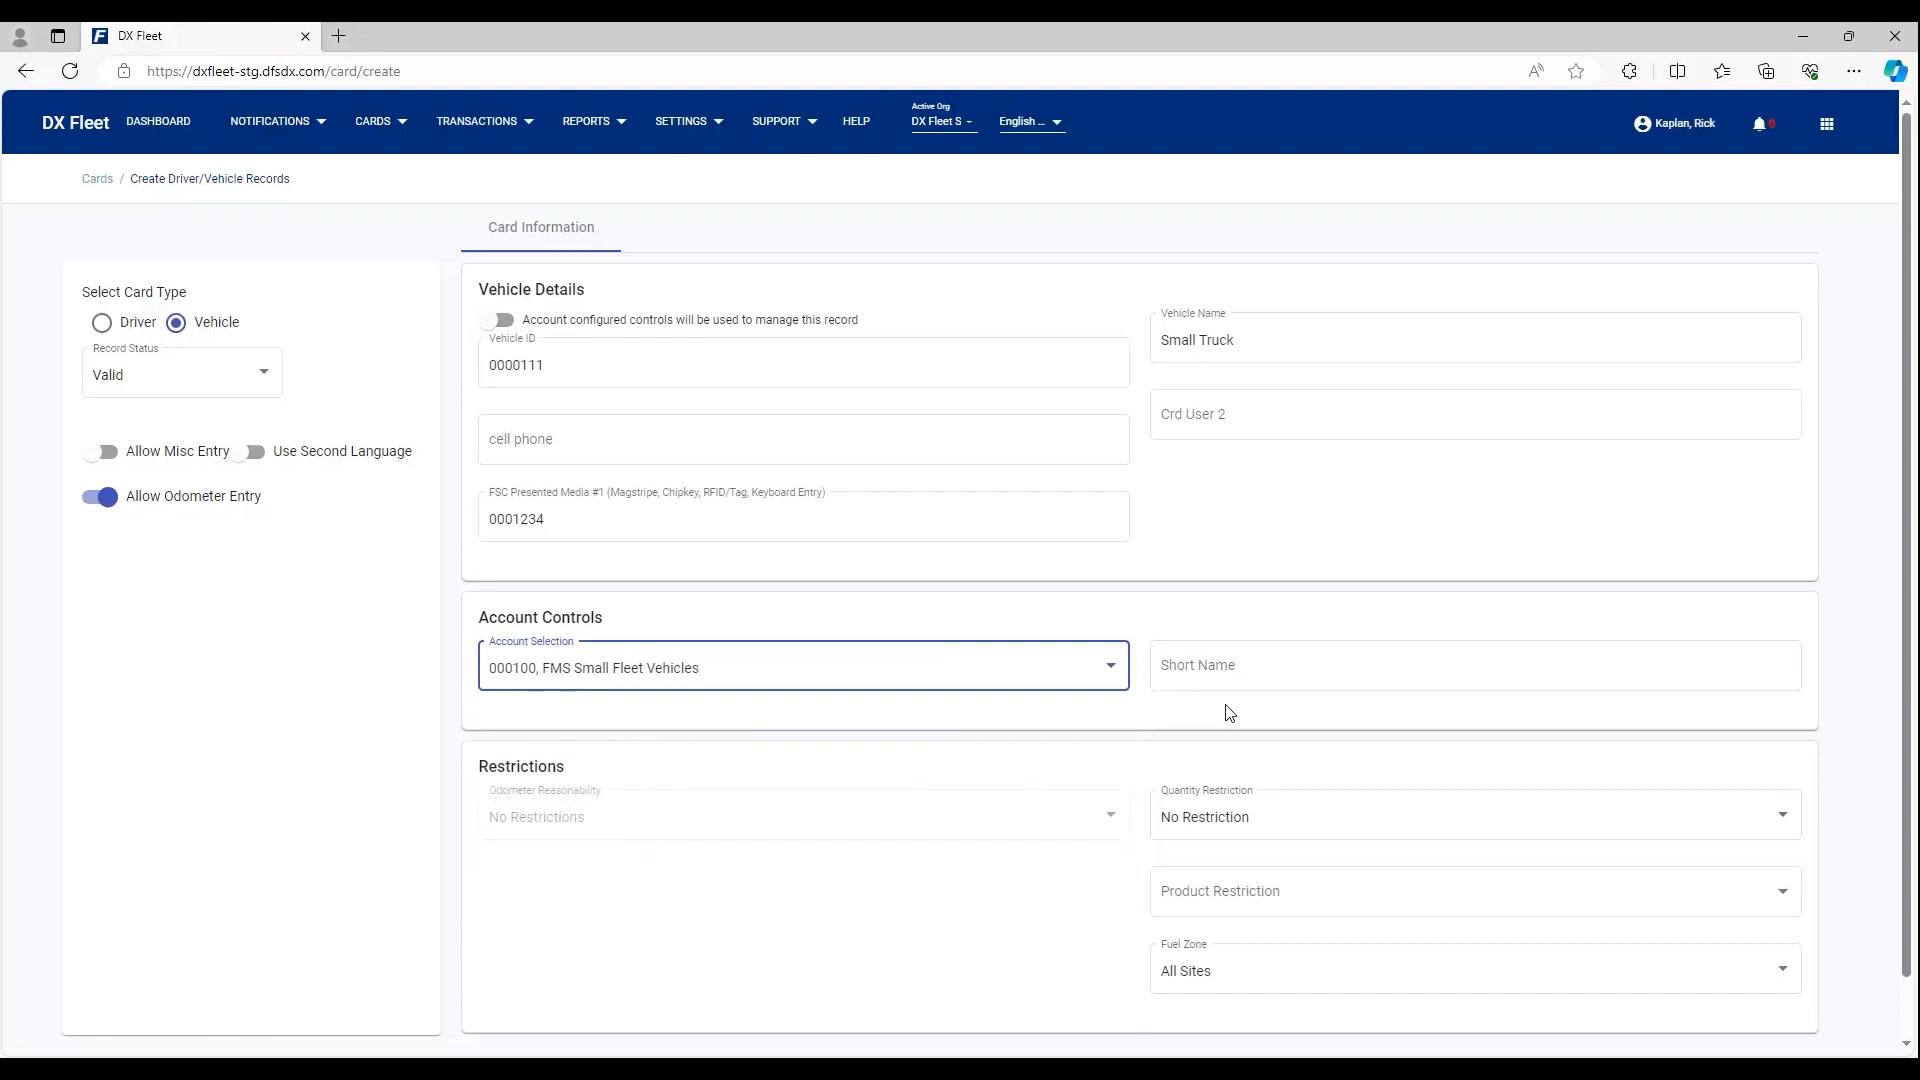 DX Fleet
https://dxfleet-stg.dfsdx.com/card/create
DX Fleet DASHBOARD NOTIFICATIONS CARDS TRANSACTIONS REPORTS SETTINGS SUPPORT HELP
Active Org
DX Fleet S
English ...
Kaplan, Rick
0
Cards / Create Driver/Vehicle Records
Card Information
Select Card Type
Driver Vehicle
Record Status
Valid
Allow Misc Entry Use Second Language
Allow Odometer Entry
Vehicle Details
Account configured controls will be used to manage this record
Vehicle ID
0000111
Vehicle Name
Small Truck
cell phone
Crd User 2
FSC Presented Media #1 (Magstripe, Chipkey, RFID/Tag, Keyboard Entry)
0001234
Account Controls
Account Selection
000100, FMS Small Fleet Vehicles
Short Name
Restrictions
Odometer Reasonability
No Restrictions
Quantity Restriction
No Restriction
Product Restriction
Fuel Zone
All Sites